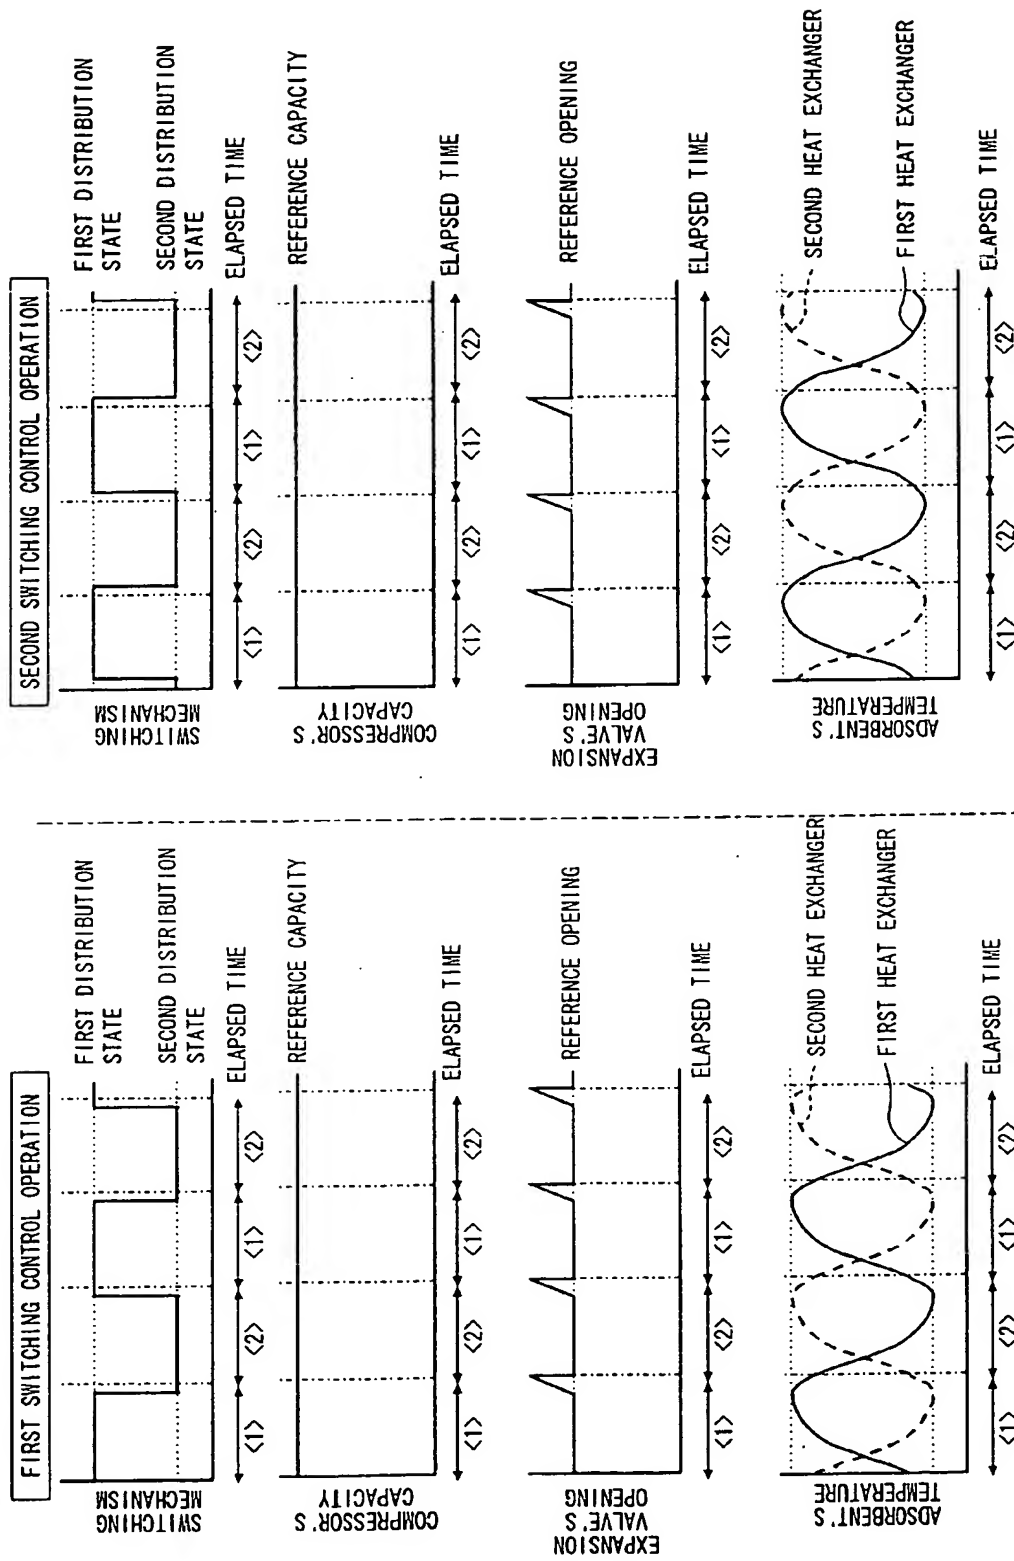 FIRST SWITCHING CONTROL OPERATION
SWITCHING
MECHANISM
FIRST DISTRIBUTION
STATE
SECOND DISTRIBUTION
STATE
<1>
<2>
<1>
<2>
ELAPSED TIME
COMPRESSOR'S
CAPACITY
REFERENCE CAPACITY
<1>
<2>
<1>
<2>
ELAPSED TIME
EXPANSION
VALVE'S
OPENING
REFERENCE OPENING
<1>
<2>
<1>
<2>
ELAPSED TIME
ADSORBENT'S
TEMPERATURE
SECOND HEAT EXCHANGER
FIRST HEAT EXCHANGER
<1>
<2>
<1>
<2>
ELAPSED TIME
SECOND SWITCHING CONTROL OPERATION
SWITCHING
MECHANISM
FIRST DISTRIBUTION
STATE
SECOND DISTRIBUTION
STATE
<1>
<2>
<1>
<2>
ELAPSED TIME
COMPRESSOR'S
CAPACITY
REFERENCE CAPACITY
<1>
<2>
<1>
<2>
ELAPSED TIME
EXPANSION
VALVE'S
OPENING
REFERENCE OPENING
<1>
<2>
<1>
<2>
ELAPSED TIME
ADSORBENT'S
TEMPERATURE
SECOND HEAT EXCHANGER
FIRST HEAT EXCHANGER
<1>
<2>
<1>
<2>
ELAPSED TIME